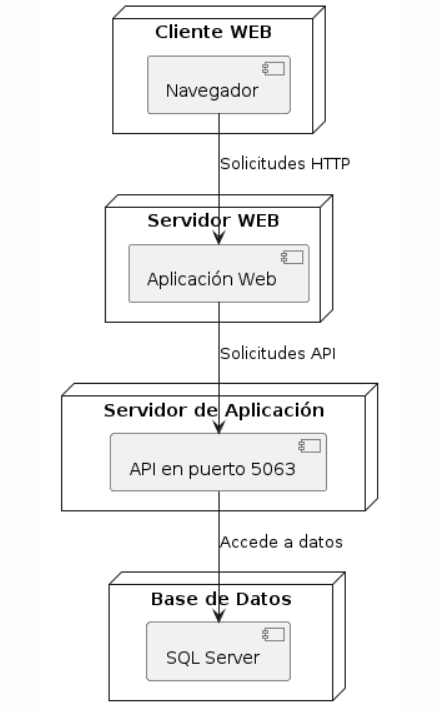 Cliente WEB
Navegador
Solicitudes HTTP
Servidor WEB
Aplicación Web
Solicitudes API
Servidor de Aplicación
API en puerto 5063
Accede a datos
Base de Datos
SQL Server